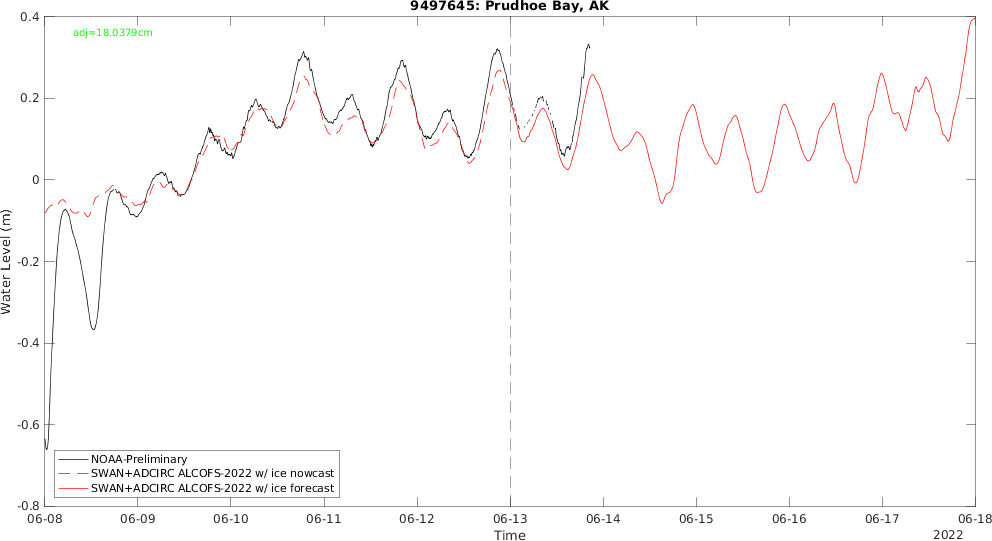 9497645: Prudhoe Bay, AK
adj=18.0379cm
0.4
0.2
0
-0.2
-0.4
-0.6
-0.8
Water Level (m)
NOAA-Preliminary
SWAN+ADCIRC ALCOFS-2022 w/ ice nowcast
SWAN+ADCIRC ALCOFS-2022 w/ ice forecast
06-08 06-09 06-10 06-11 06-12 06-13 06-14 06-15 06-16 06-17 06-18
Time
2022